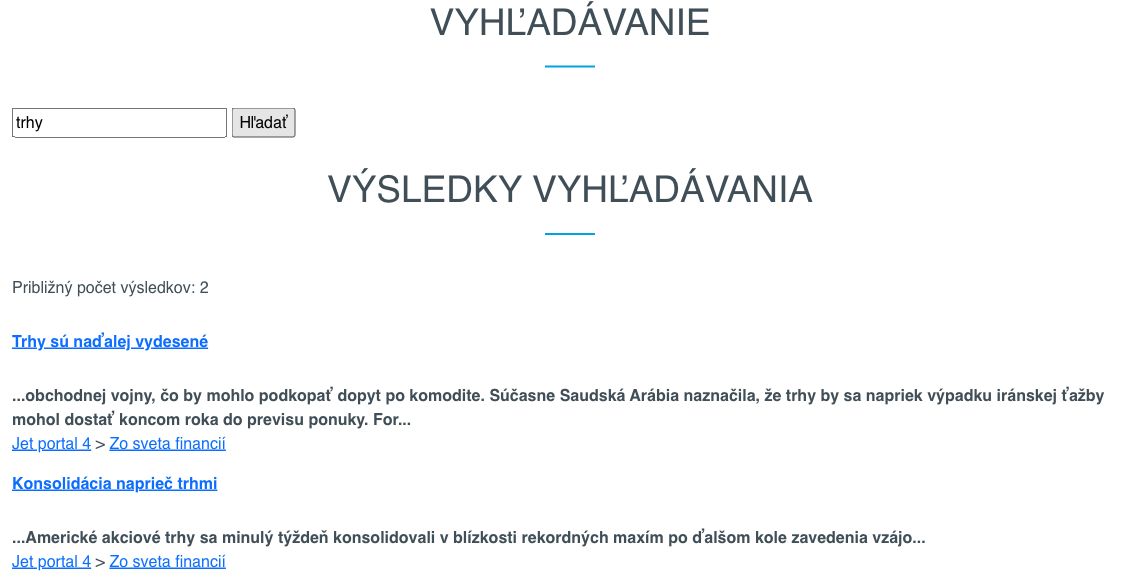 VYHĽADÁVANIE
trhy Hľadať
VÝSLEDKY VYHĽADÁVANIA
Približný počet výsledkov: 2
Trhy sú naďalej vydesené
...obchodnej vojny, čo by mohlo podkopať dopyt po komodite. Súčasne Saudská Arábia naznačila, že trhy by sa napriek výpadku iránskej ťažby
mohol dostať koncom roka do previsu ponuky. For...
Jet portal 4 > Zo sveta financií
Konsolidácia naprieč trhmi
...Americké akciové trhy sa minulý týždeň konsolidovali v blízkosti rekordných maxím po ďalšom kole zavedenia vzájo...
Jet portal 4 > Zo sveta financií